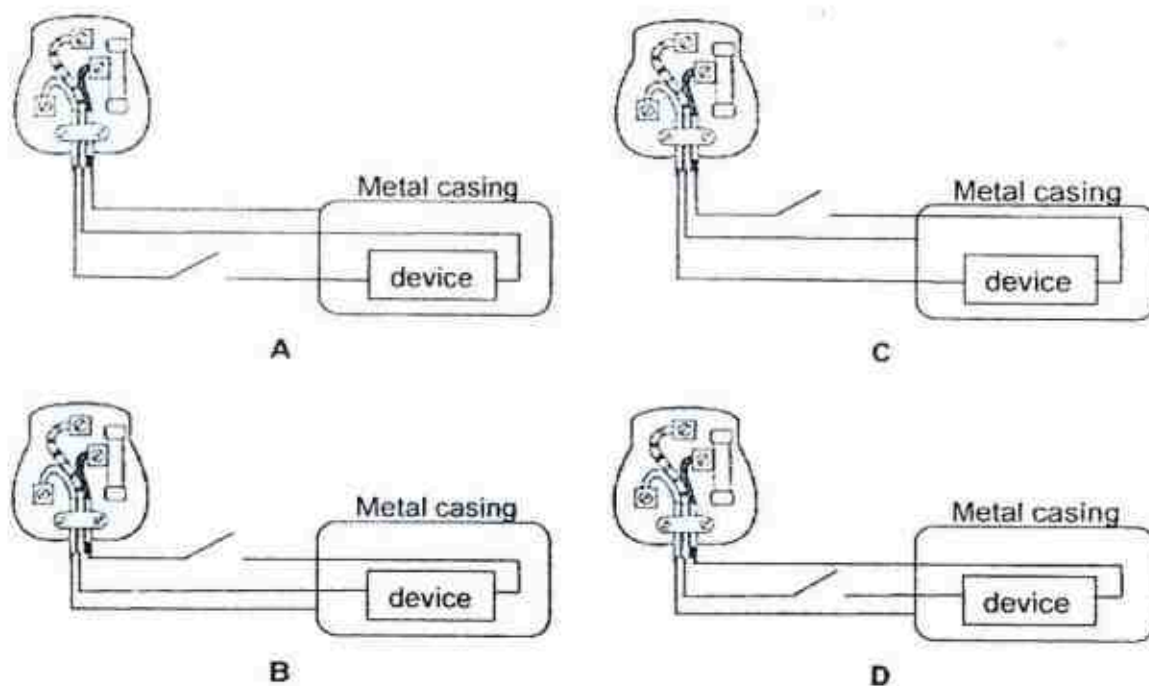 Metal casing
device
A
Metal casing
device
C
Metal casing
device
B
Metal casing
device
D